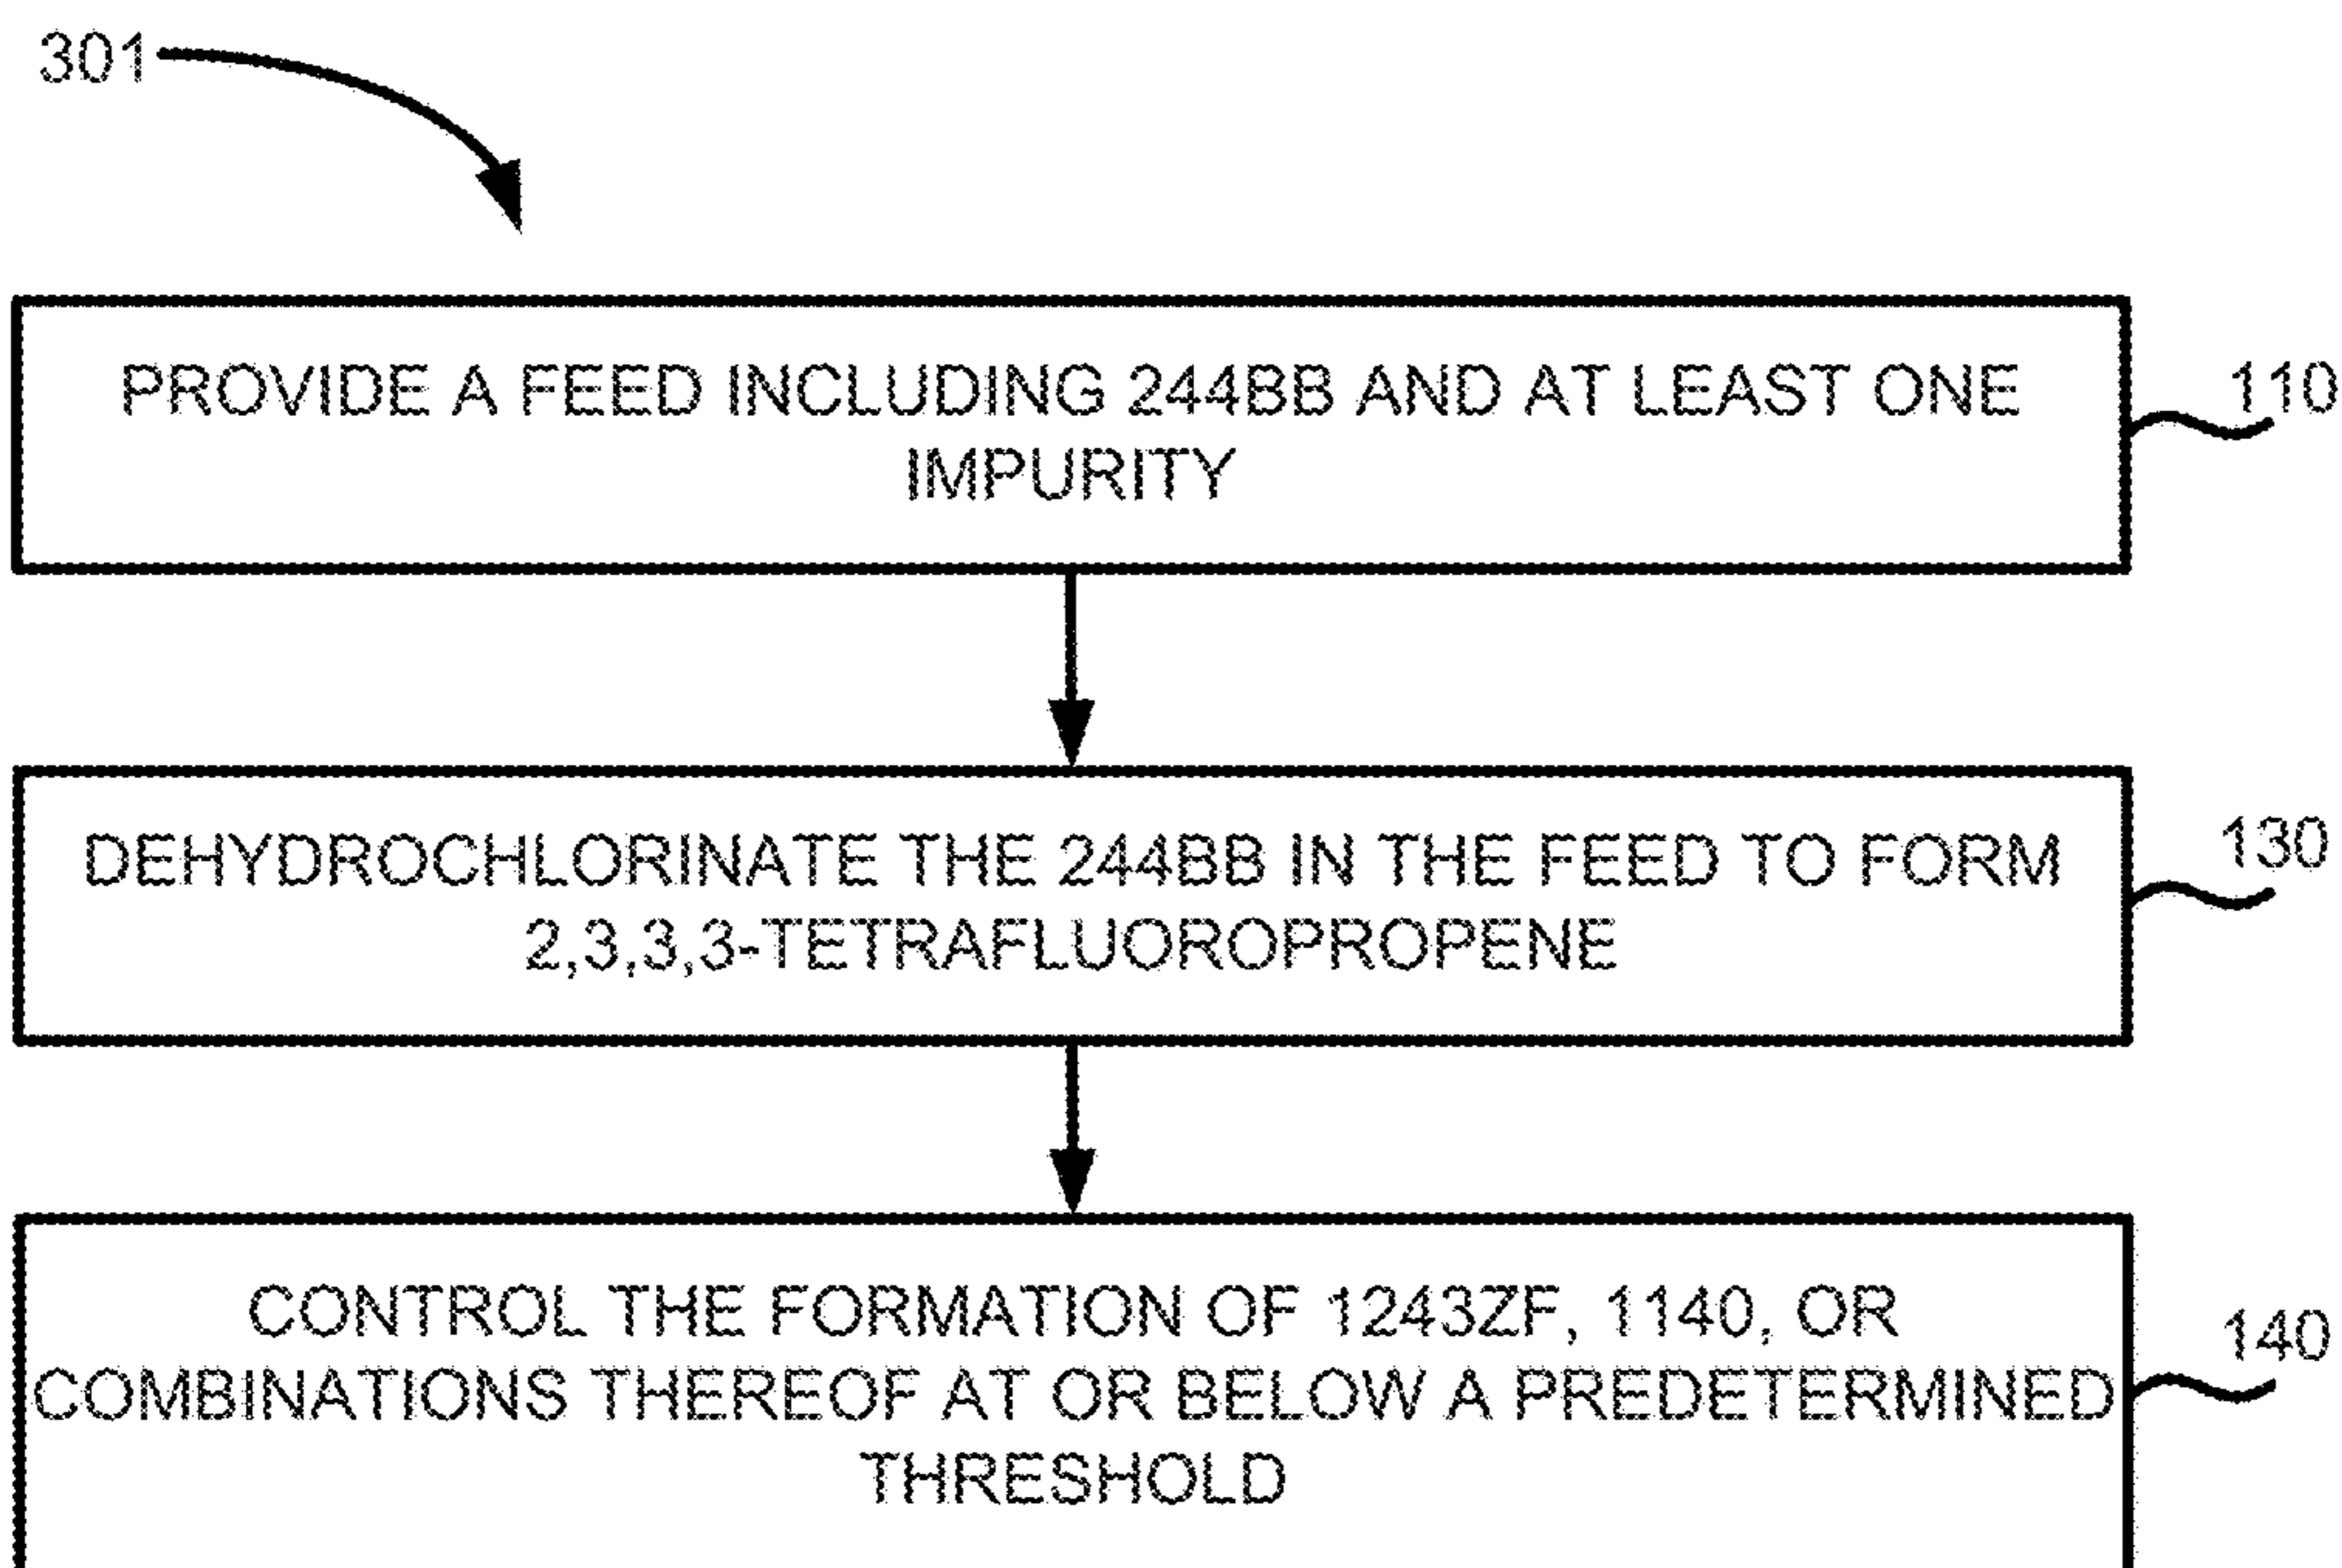 301
PROVIDE A FEED INCLUDING 244BB AND AT LEAST ONE
IMPURITY
110
DEHYDROCHLORINATE THE 244BB IN THE FEED TO FORM
2,3,3,3-TETRAFLUOROPROPENE
130
CONTROL THE FORMATION OF 1243ZF, 1140, OR
COMBINATIONS THEREOF AT OR BELOW A PREDETERMINED
THRESHOLD
140